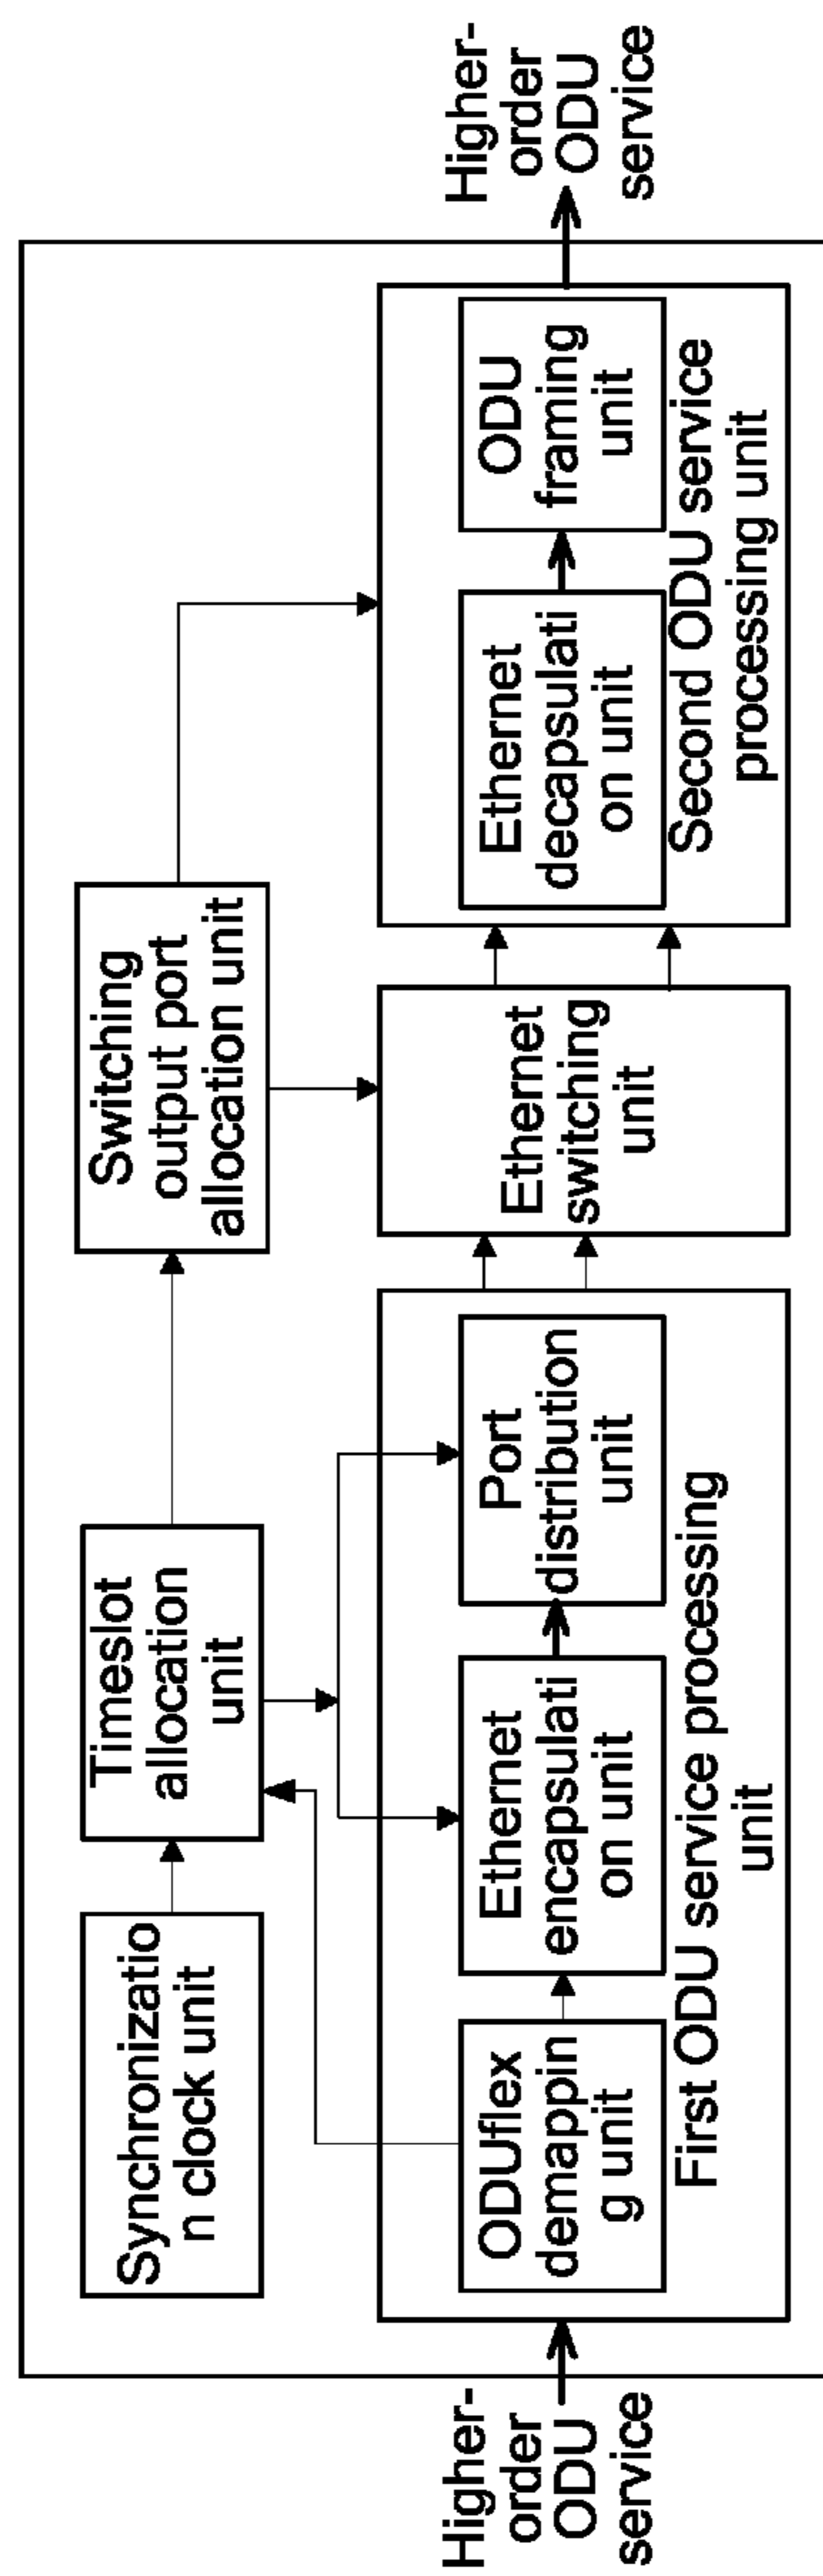 Higher-
order
ODU
service
Synchronizatio
n clock unit
Timeslot
allocation
unit
Switching
output port
allocation unit
ODUflex
demappin
g unit
Ethernet
encapsulati
on unit
Port
distribution
unit
First ODU service processing
unit
Ethernet
switching
unit
Ethernet
decapsulati
on unit
ODU
framing
unit
Second ODU service
processing unit
Higher-
order
ODU
service